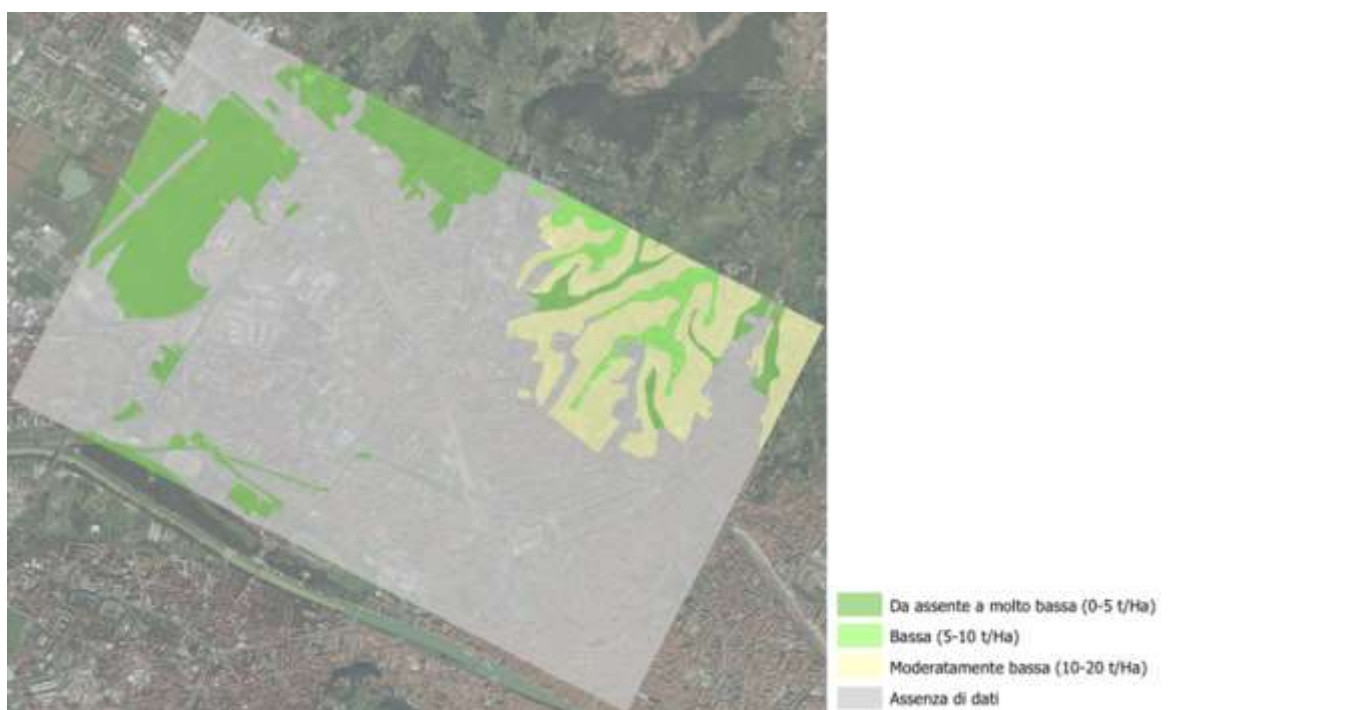 Da assente a molto bassa (0-5 t/Ha)
Bassa (5-10 t/Ha)
Moderatamente bassa (10-20 t/Ha)
Assenza di dati